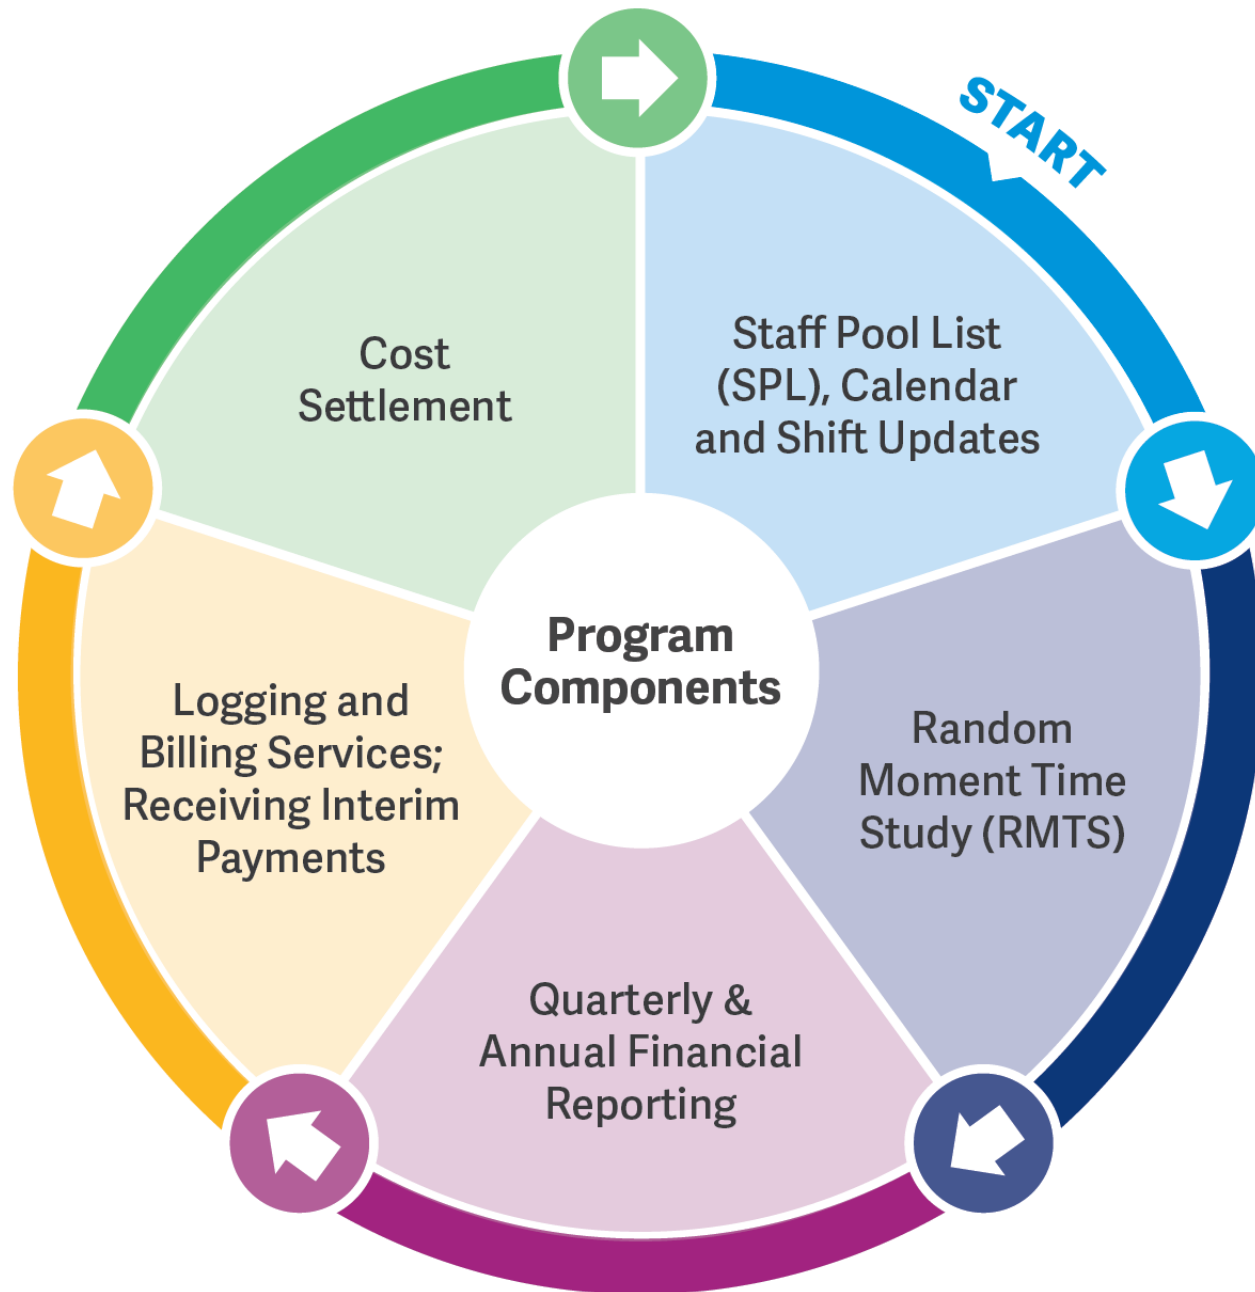 START
Staff Pool List
(SPL), Calendar
and Shift Updates
Random
Moment Time
Study (RMTS)
Quarterly &
Annual Financial
Reporting
Logging and
Billing Services;
Receiving Interim
Payments
Cost
Settlement
Program
Components